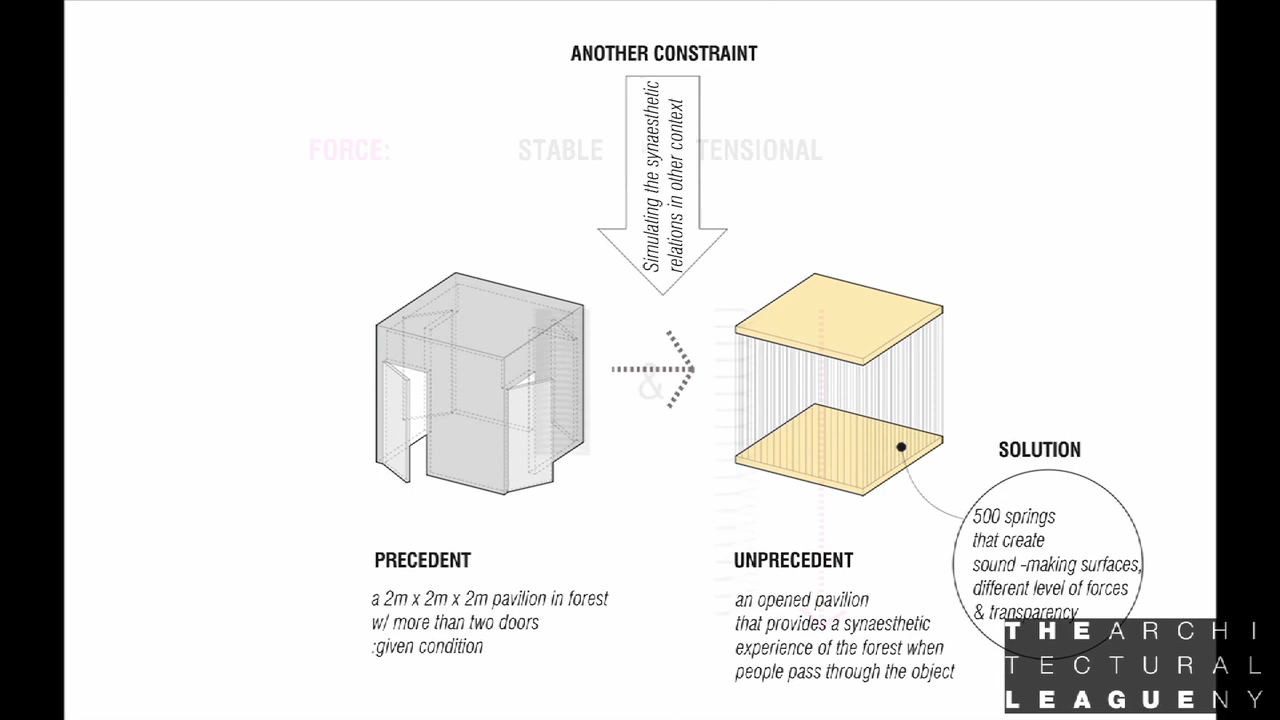 ANOTHER CONSTRAINT
Simulating the synaesthetic
relations in other context
FORCE: STABLE TENSIONAL
&
PRECEDENT
a 2m x 2m x 2m pavilion in forest
w/ more than two doors
:given condition
UNPRECEDENT
an opened pavilion
that provides a synaesthetic
experience of the forest when
people pass through the object
SOLUTION
500 springs
that create
sound -making surfaces,
different level of forces
& transparency
THE ARCHI
TECTURAL
LEAGUE NY